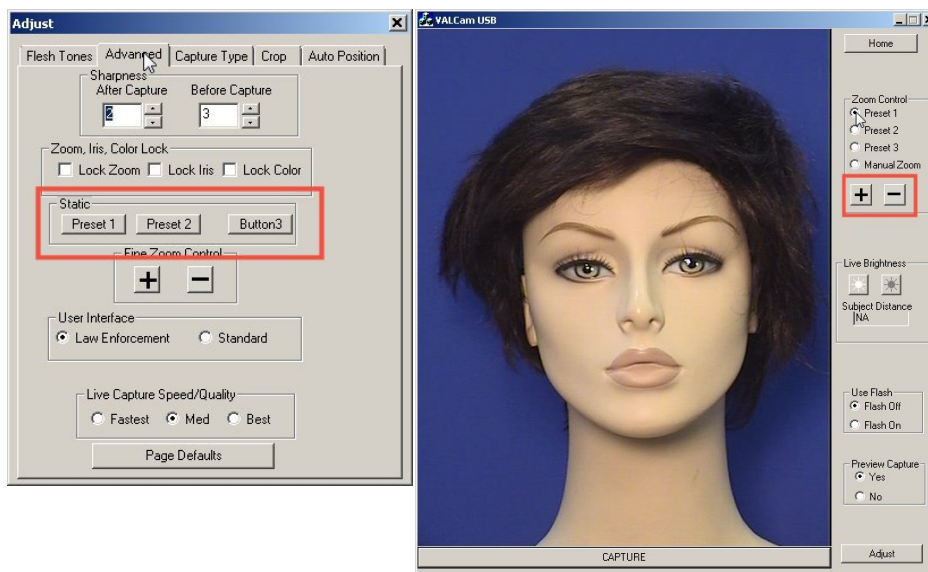 Adjust
Flesh Tones Advanced Capture Type Crop Auto Position
Sharpness
After Capture Before Capture
2 3
Zoom, Iris, Color Lock
Lock Zoom Lock Iris Lock Color
Static
Preset 1 Preset 2 Button3
Fine Zoom Control
+ −
User Interface
Law Enforcement Standard
Live Capture Speed/Quality
Fastest Med Best
Page Defaults
VALCam USB
Home
Zoom Control
Preset 1
Preset 2
Preset 3
Manual Zoom
+ −
Live Brightness
Subject Distance
NA
Use Flash
Flash Off
Flash On
Preview Capture
Yes
No
CAPTURE
Adjust